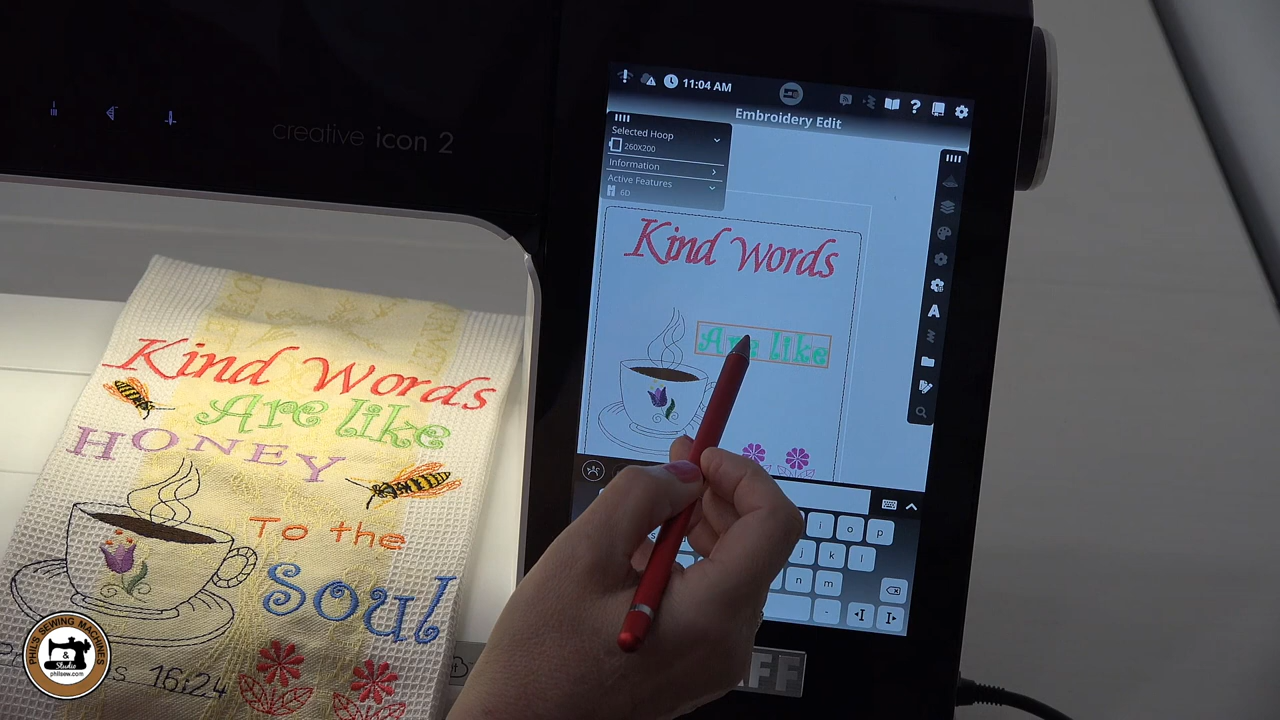 creative icon 2
11:04 AM
Embroidery Edit
Selected Hoop
260X200
Information
Active Features
6D
Kind Words
Are like
A
i o p
j k l
n m
-
Kind Words
Are like
HONEY
To the
Soul
16:24
PHIL'S SEWING MACHINES
&
Studio
philsew.com